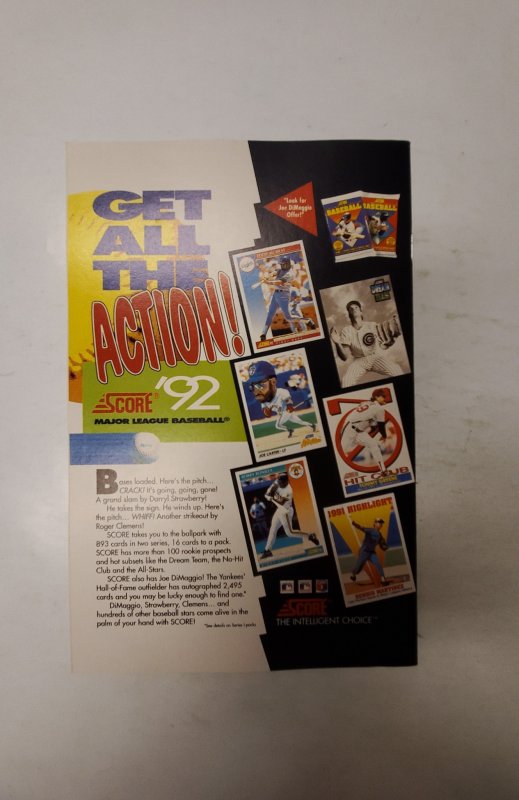 GET
ALL
THE
ACTION!
SCORE® '92
MAJOR LEAGUE BASEBALL®
"Look for
Joe DiMaggio
Offer!"
BASEBALL
BASEBALL
JOE CARTER - LF
NO-HIT CLUB
1991 HIGHLIGHT
DENNIS MARTINEZ
Bases loaded. Here's the pitch...
CRACK! It's going, going, gone!
A grand slam by Darryl Strawberry!
He takes the sign. He winds up. Here's
the pitch... WHIFF! Another strikeout by
Roger Clemens!
SCORE takes you to the ballpark with
893 cards in two series, 16 cards to a pack.
SCORE has more than 100 rookie prospects
and hot subsets like the Dream Team, the No-Hit
Club and the All-Stars.
SCORE also has Joe DiMaggio! The Yankees'
Hall-of-Fame outfielder has autographed 2,495
cards and you may be lucky enough to find one.*
DiMaggio, Strawberry, Clemens... and
hundreds of other baseball stars come alive in the
palm of your hand with SCORE!
*See details on Series I packs
SCORE®
THE INTELLIGENT CHOICE™